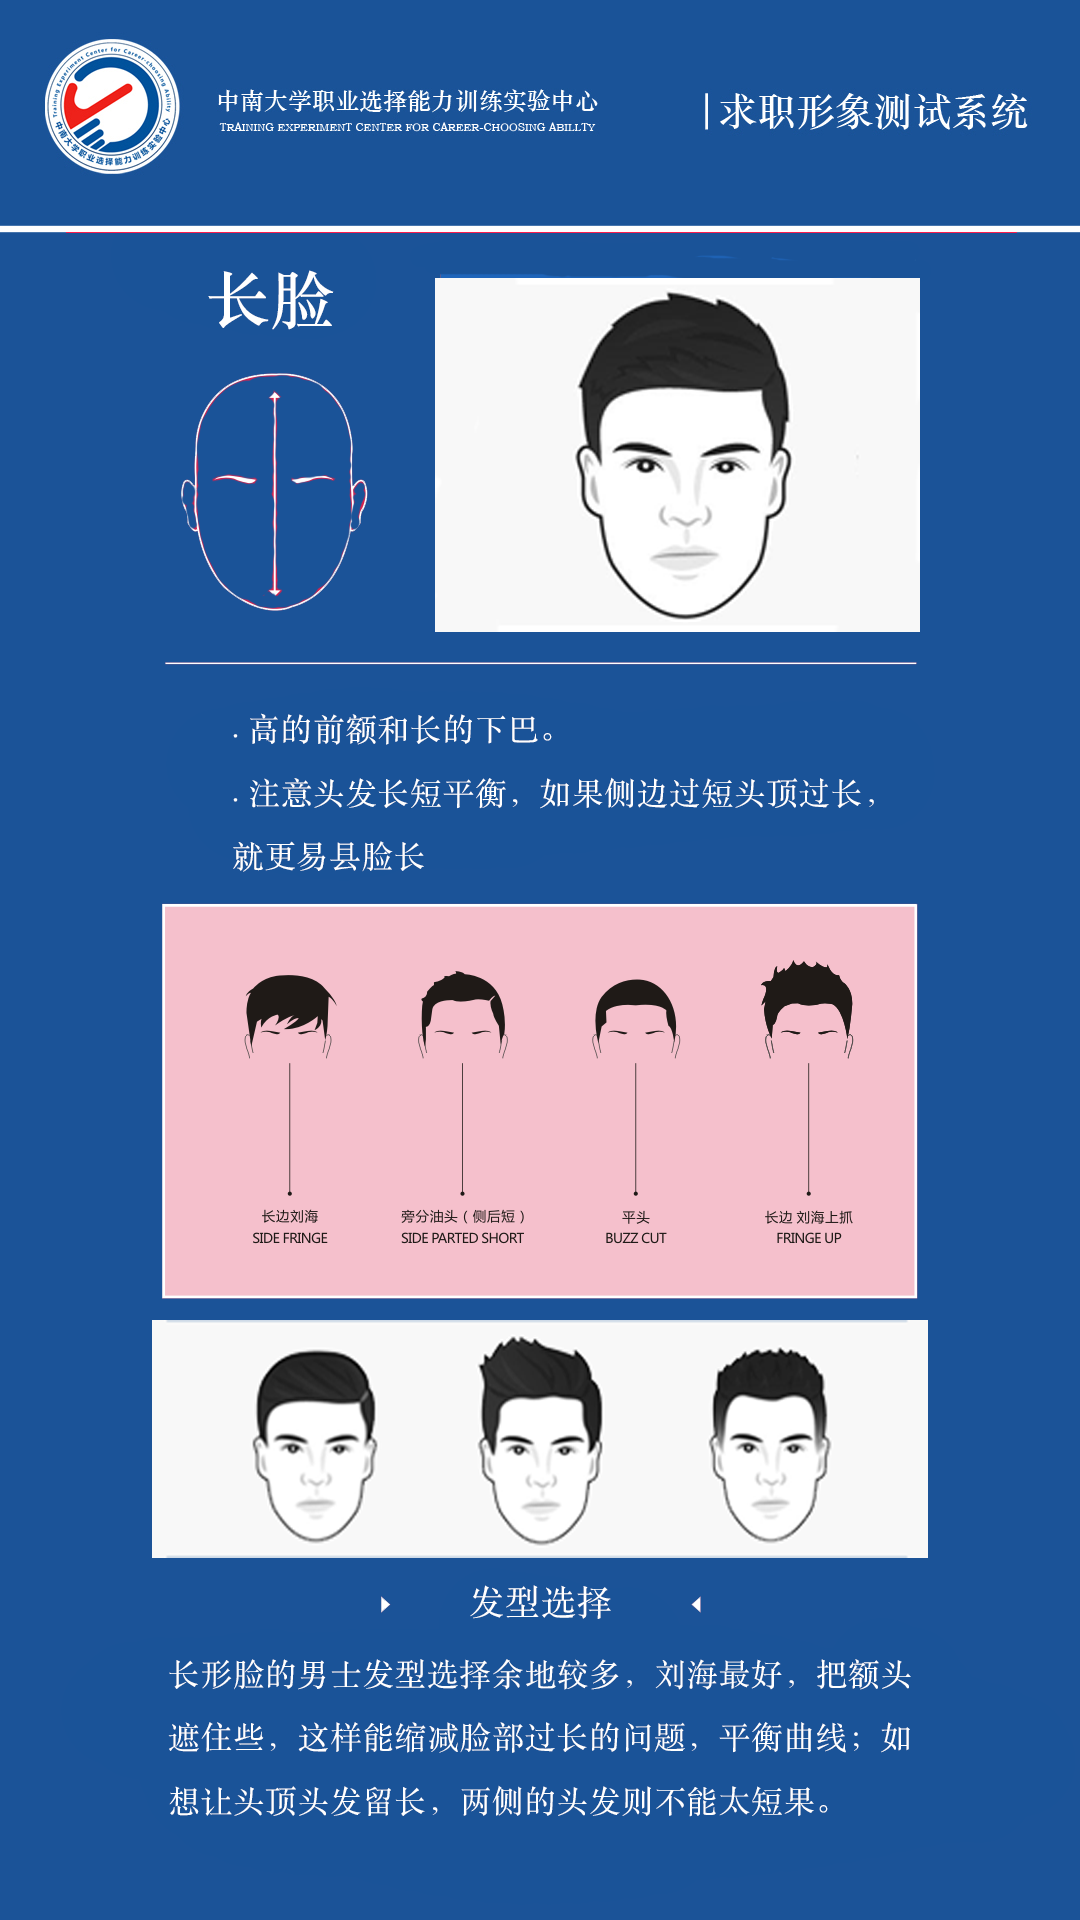 Training Experiment Center for Career-choosing Ability
中南大学职业选择能力训练实验中心
中南大学职业选择能力训练实验中心
TRAINING EXPERIMENT CENTER FOR CAREER-CHOOSING ABILLTY
|求职形象测试系统
长脸
. 高的前额和长的下巴。
. 注意头发长短平衡，如果侧边过短头顶过长，
就更易县脸长
长边刘海
SIDE FRINGE
旁分油头（侧后短）
SIDE PARTED SHORT
平头
BUZZ CUT
长边 刘海上抓
FRINGE UP
发型选择
长形脸的男士发型选择余地较多，刘海最好，把额头
遮住些，这样能缩减脸部过长的问题，平衡曲线；如
想让头顶头发留长，两侧的头发则不能太短果。